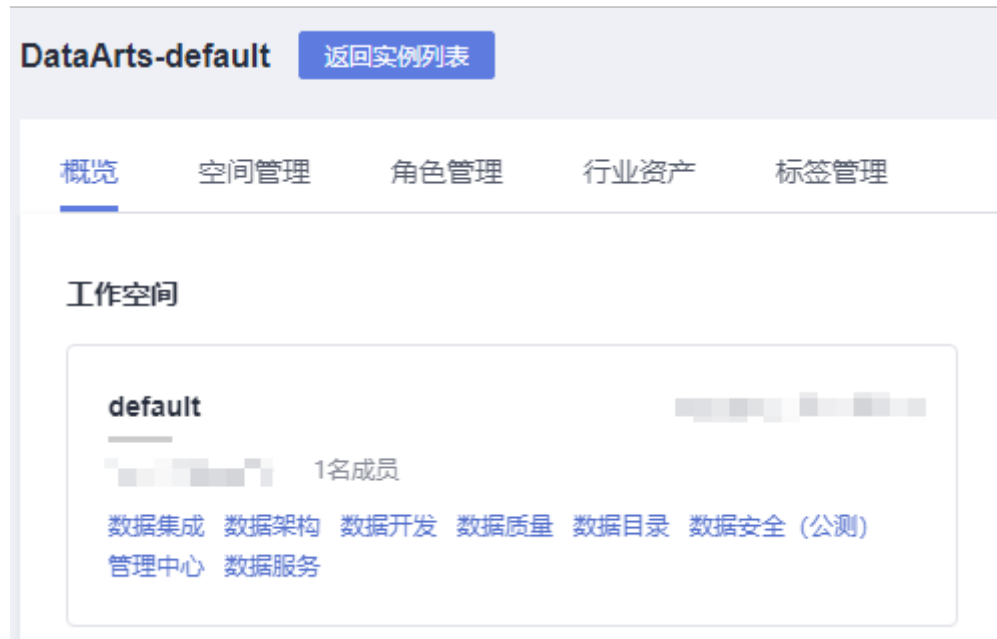 DataArts-default 返回实例列表
概览 空间管理 角色管理 行业资产 标签管理
工作空间
default
1名成员
数据集成 数据架构 数据开发 数据质量 数据目录 数据安全 (公测)
管理中心 数据服务